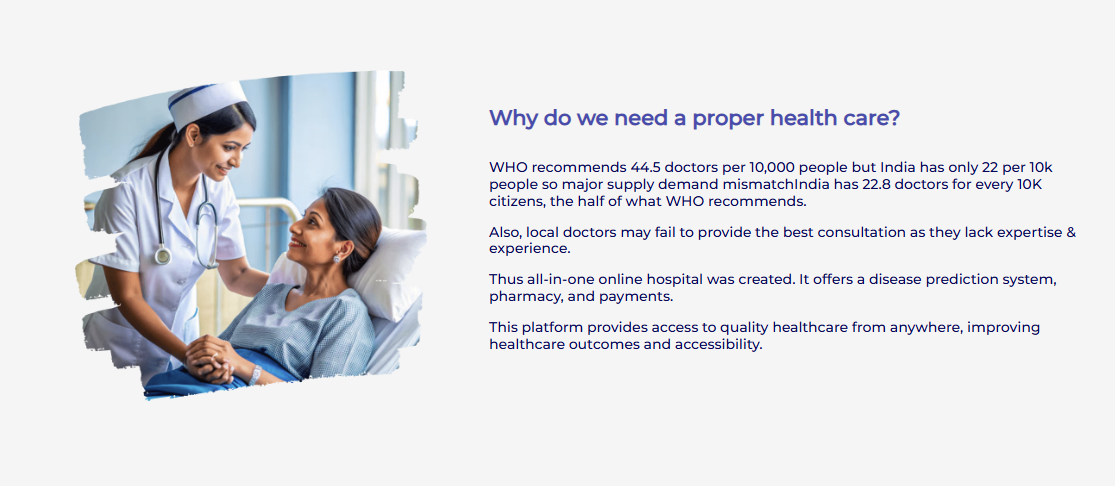 Why do we need a proper health care?
WHO recommends 44.5 doctors per 10,000 people but India has only 22 per 10k
people so major supply demand mismatchIndia has 22.8 doctors for every 10K
citizens, the half of what WHO recommends.
Also, local doctors may fail to provide the best consultation as they lack expertise &
experience.
Thus all-in-one online hospital was created. It offers a disease prediction system,
pharmacy, and payments.
This platform provides access to quality healthcare from anywhere, improving
healthcare outcomes and accessibility.